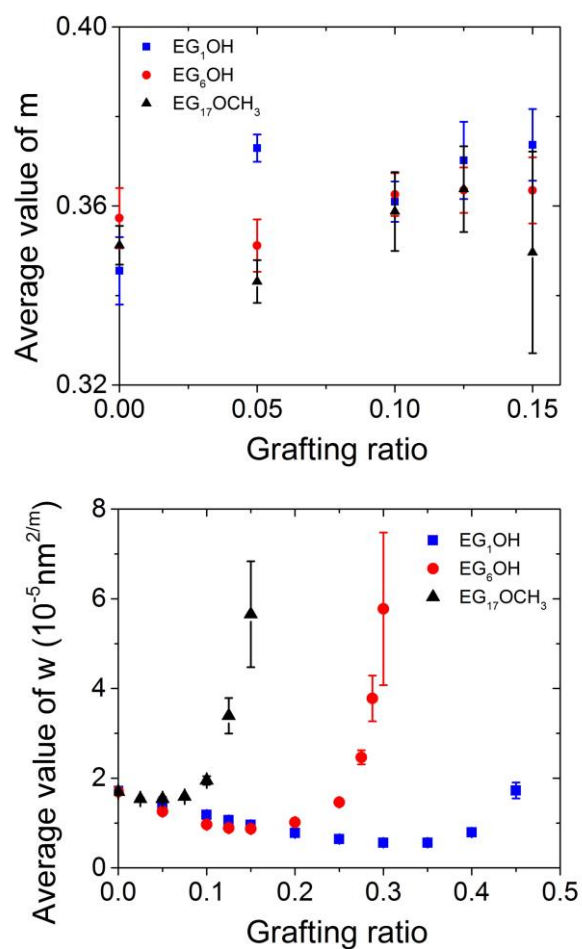 0.40
EG₁OH
EG₆OH
EG₁₇OCH₃
0.36
0.32
Average value of m
0.00 0.05 0.10 0.15
Grafting ratio
8
EG₁OH
EG₆OH
EG₁₇OCH₃
6
4
2
0
Average value of w (10⁻⁵nm²ᐟᵐ)
0.0 0.1 0.2 0.3 0.4 0.5
Grafting ratio